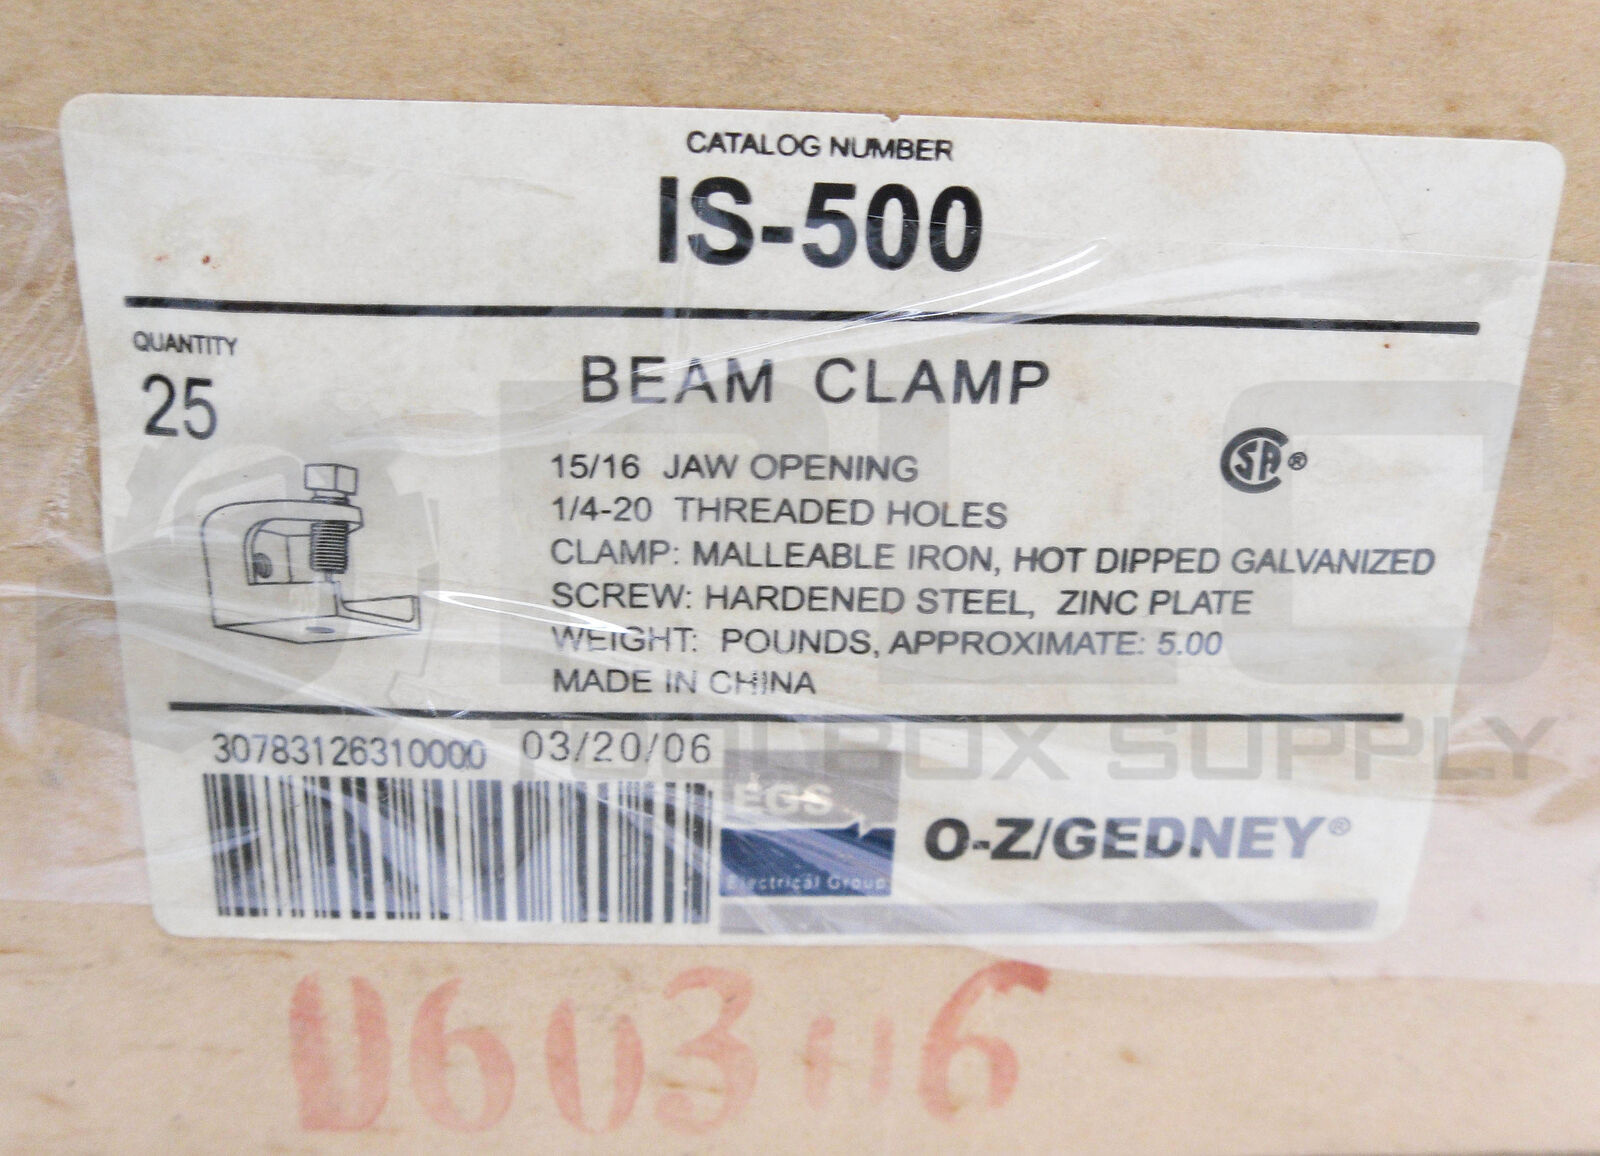 CATALOG NUMBER
IS-500
QUANTITY
25
BEAM CLAMP
15/16 JAW OPENING
1/4-20 THREADED HOLES
CLAMP: MALLEABLE IRON, HOT DIPPED GALVANIZED
SCREW: HARDENED STEEL, ZINC PLATE
WEIGHT: POUNDS, APPROXIMATE: 5.00
MADE IN CHINA
CSA®
30783126310000 03/20/06
EGS
Electrical Group
O-Z/GEDNEY®
PLC
TOOLBOX SUPPLY